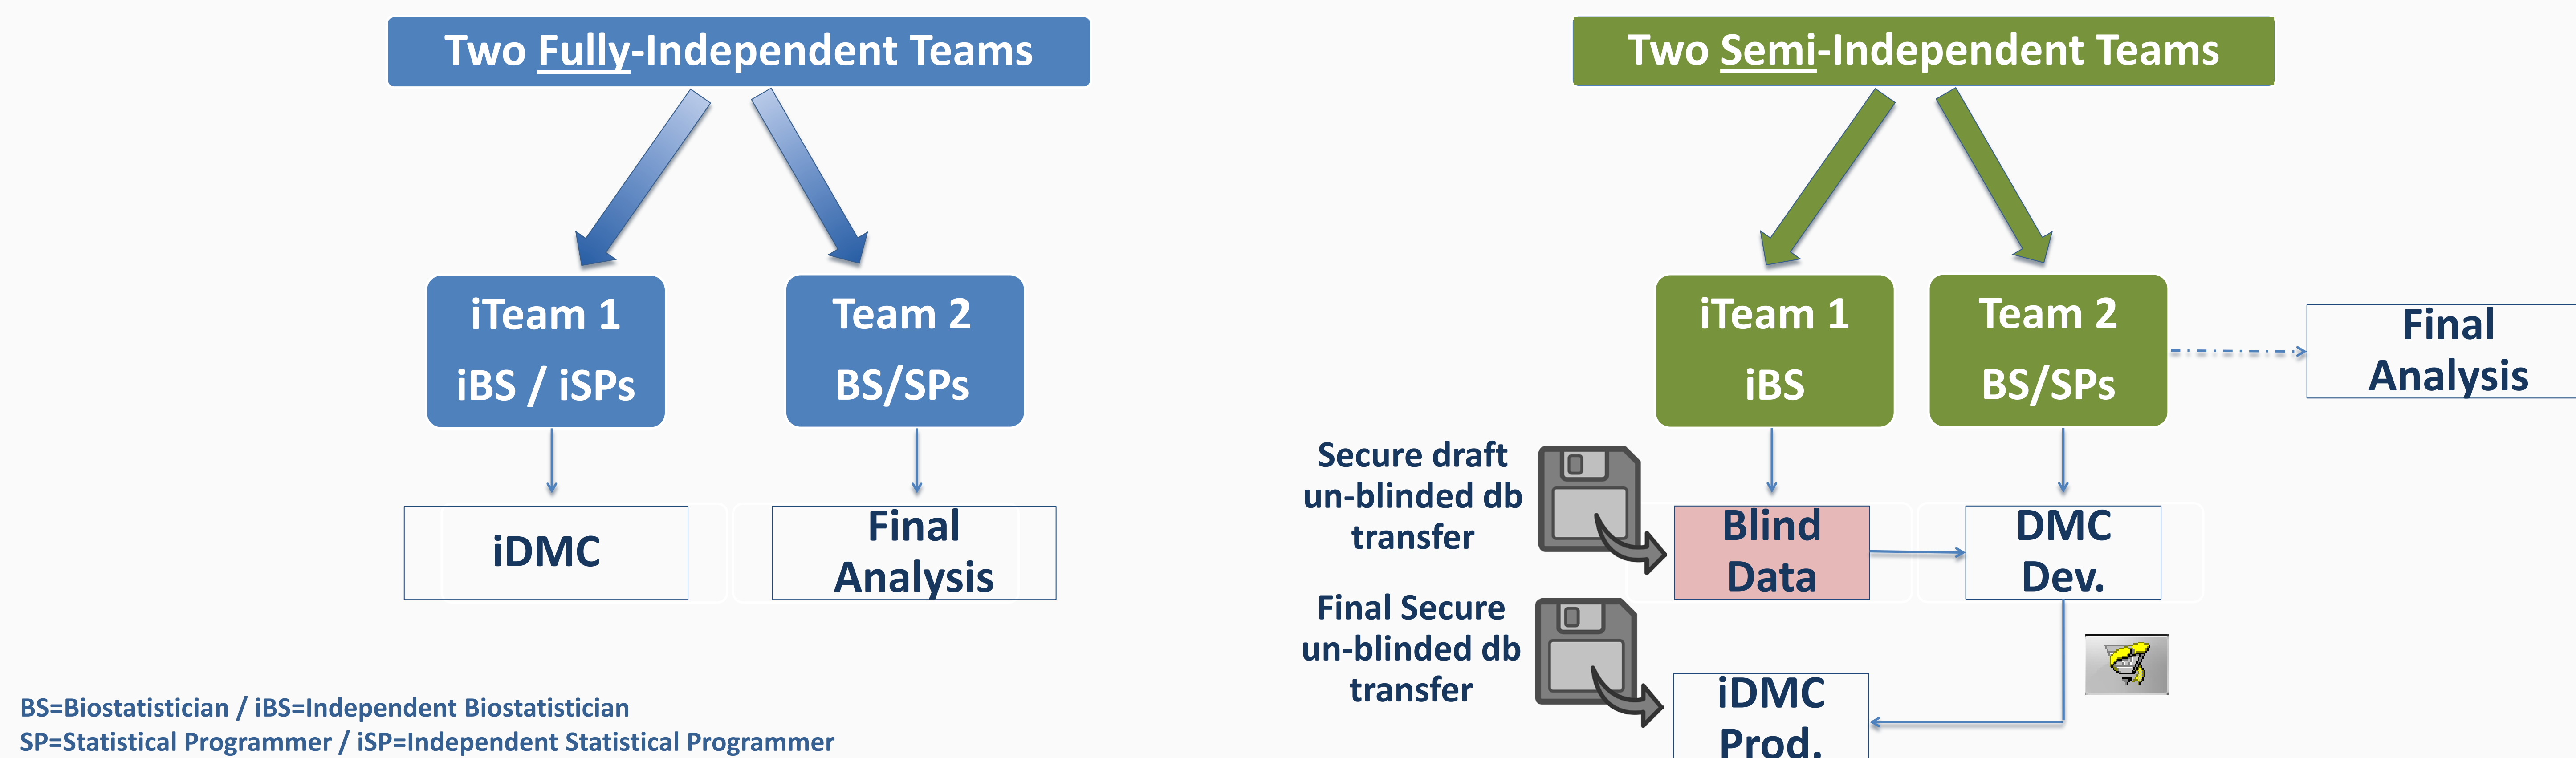 Two Fully-Independent Teams
iTeam 1
iBS / iSPs
Team 2
BS/SPs
iDMC
Final
Analysis
BS=Biostatistician / iBS=Independent Biostatistician
SP=Statistical Programmer / iSP=Independent Statistical Programmer
Two Semi-Independent Teams
iTeam 1
iBS
Team 2
BS/SPs
Final
Analysis
Secure draft
un-blinded db
transfer
Blind
Data
DMC
Dev.
Final Secure
un-blinded db
transfer
iDMC
Prod.